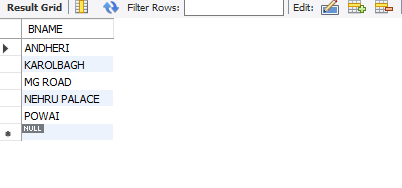 Result Grid Filter Rows: Edit:
BNAME
ANDHERI
KAROLBAGH
MG ROAD
NEHRU PALACE
POWAI
NULL